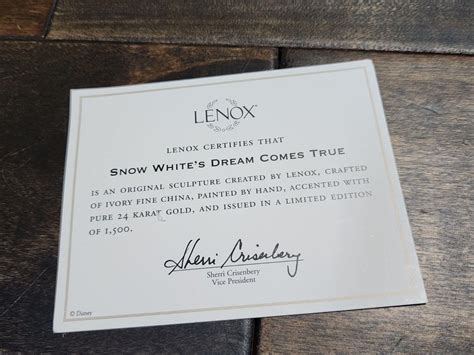 LENOX®
LENOX CERTIFIES THAT
SNOW WHITE'S DREAM COMES TRUE
IS AN ORIGINAL SCULPTURE CREATED BY LENOX, CRAFTED
OF IVORY FINE CHINA, PAINTED BY HAND, ACCENTED WITH
PURE 24 KARAT GOLD, AND ISSUED IN A LIMITED EDITION
OF 1,500.
Sherri Crisenbery
Sherri Crisenbery
Vice President
© Disney